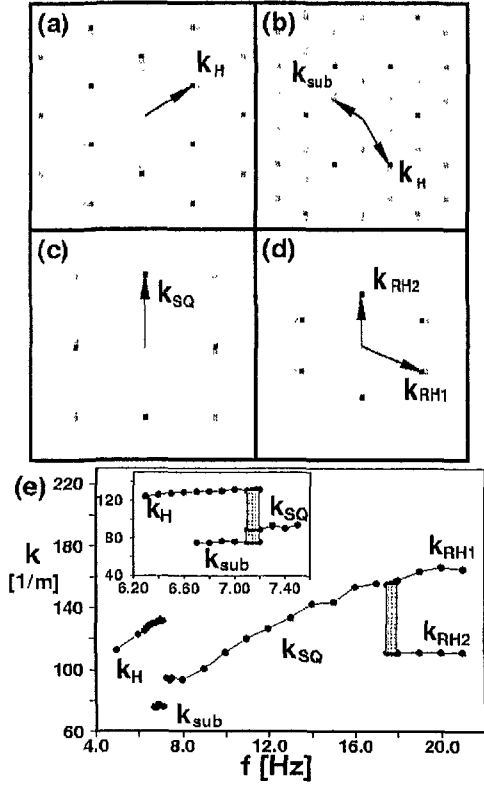 (a)
k_H
(b)
k_sub
k_H
(c)
k_SQ
(d)
k_RH2
k_RH1
(e)
220
k
[1/m]
160
140
100
60
120
80
40
k_H
k_SQ
k_sub
6.20 6.60 7.00 7.40
k_RH1
k_SQ
k_RH2
k_H
k_sub
4.0 8.0 12.0 16.0 20.0
f [Hz]